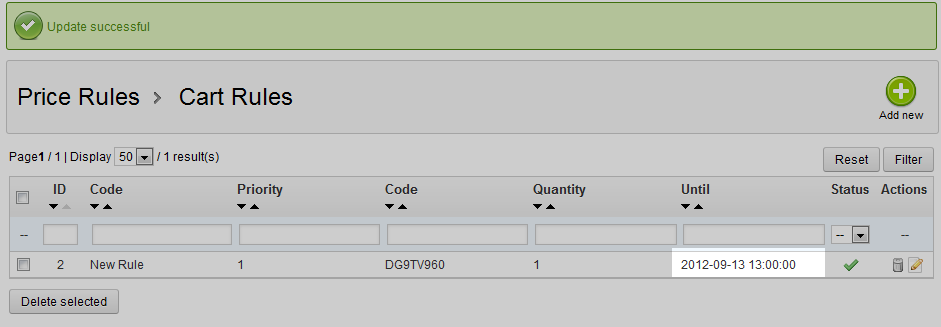 Update successful
Price Rules > Cart Rules
Add new
Page1 / 1 | Display 50 / 1 result(s)
Reset Filter
ID Code Priority Code Quantity Until Status Actions
-- -- --
2 New Rule 1 DG9TV960 1 2012-09-13 13:00:00
Delete selected